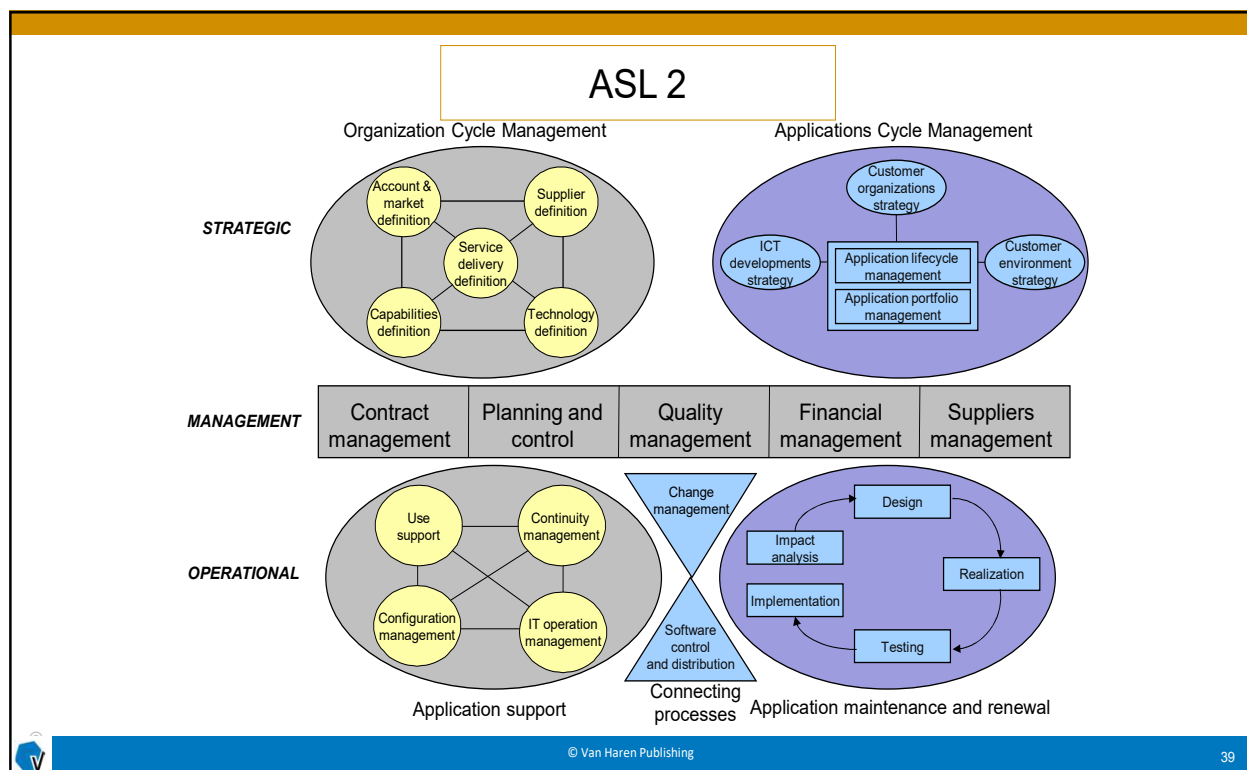 ASL 2
Organization Cycle Management
Applications Cycle Management
STRATEGIC
Account &
market
definition
Supplier
definition
Service
delivery
definition
Capabilities
definition
Technology
definition
Customer
organizations
strategy
ICT
developments
strategy
Application lifecycle
management
Application portfolio
management
Customer
environment
strategy
MANAGEMENT
Contract
management
Planning and
control
Quality
management
Financial
management
Suppliers
management
OPERATIONAL
Use
support
Continuity
management
Configuration
management
IT operation
management
Change
management
Software
control
and distribution
Impact
analysis
Design
Realization
Testing
Implementation
Application support
Connecting
processes
Application maintenance and renewal
© Van Haren Publishing
39